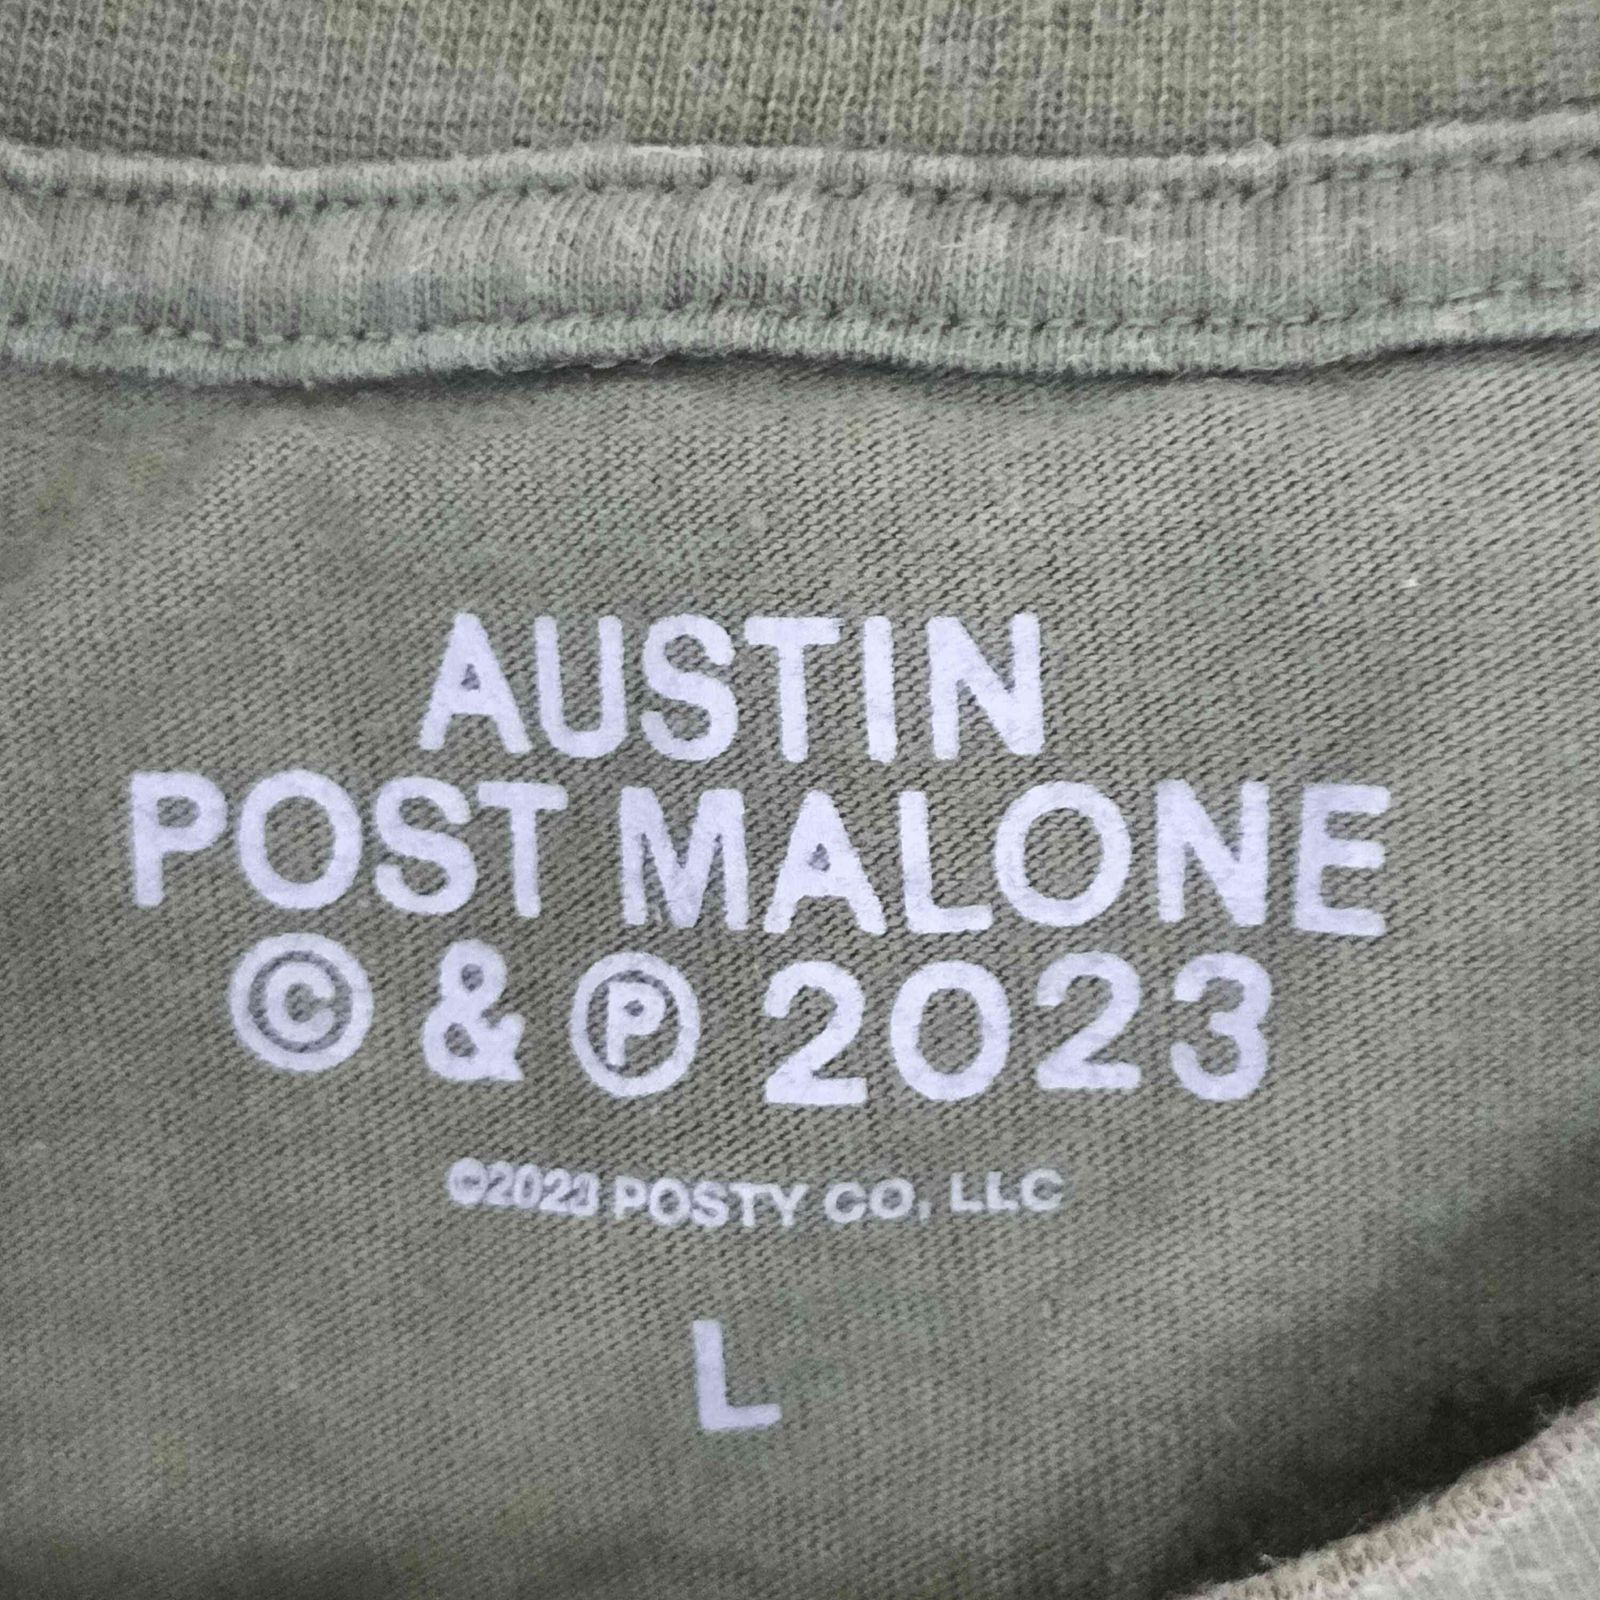 AUSTIN
POST MALONE
© & ℗ 2023
©2023 POSTY CO, LLC
L